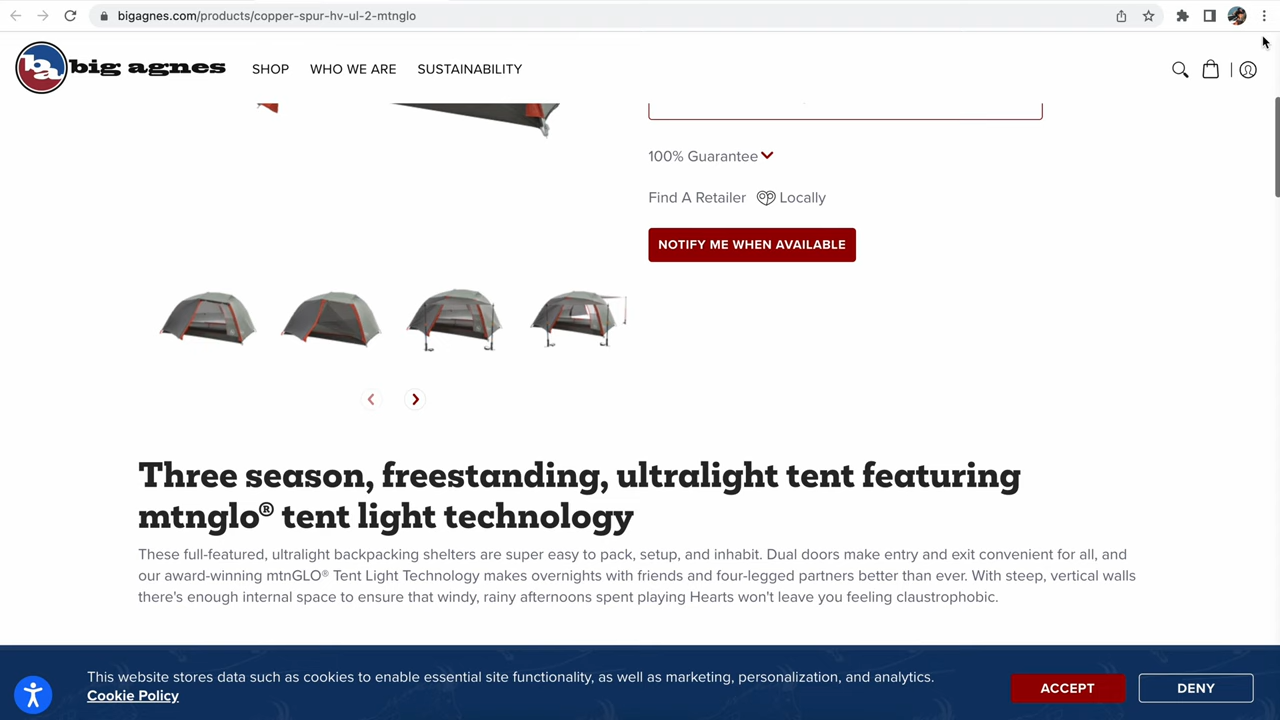 bigagnes.com/products/copper-spur-hv-ul-2-mtnglo
ba big agnes SHOP WHO WE ARE SUSTAINABILITY
100% Guarantee
Find A Retailer Locally
NOTIFY ME WHEN AVAILABLE
Three season, freestanding, ultralight tent featuring
mtnglo® tent light technology
These full-featured, ultralight backpacking shelters are super easy to pack, setup, and inhabit. Dual doors make entry and exit convenient for all, and
our award-winning mtnGLO® Tent Light Technology makes overnights with friends and four-legged partners better than ever. With steep, vertical walls
there's enough internal space to ensure that windy, rainy afternoons spent playing Hearts won't leave you feeling claustrophobic.
This website stores data such as cookies to enable essential site functionality, as well as marketing, personalization, and analytics.
Cookie Policy
ACCEPT
DENY